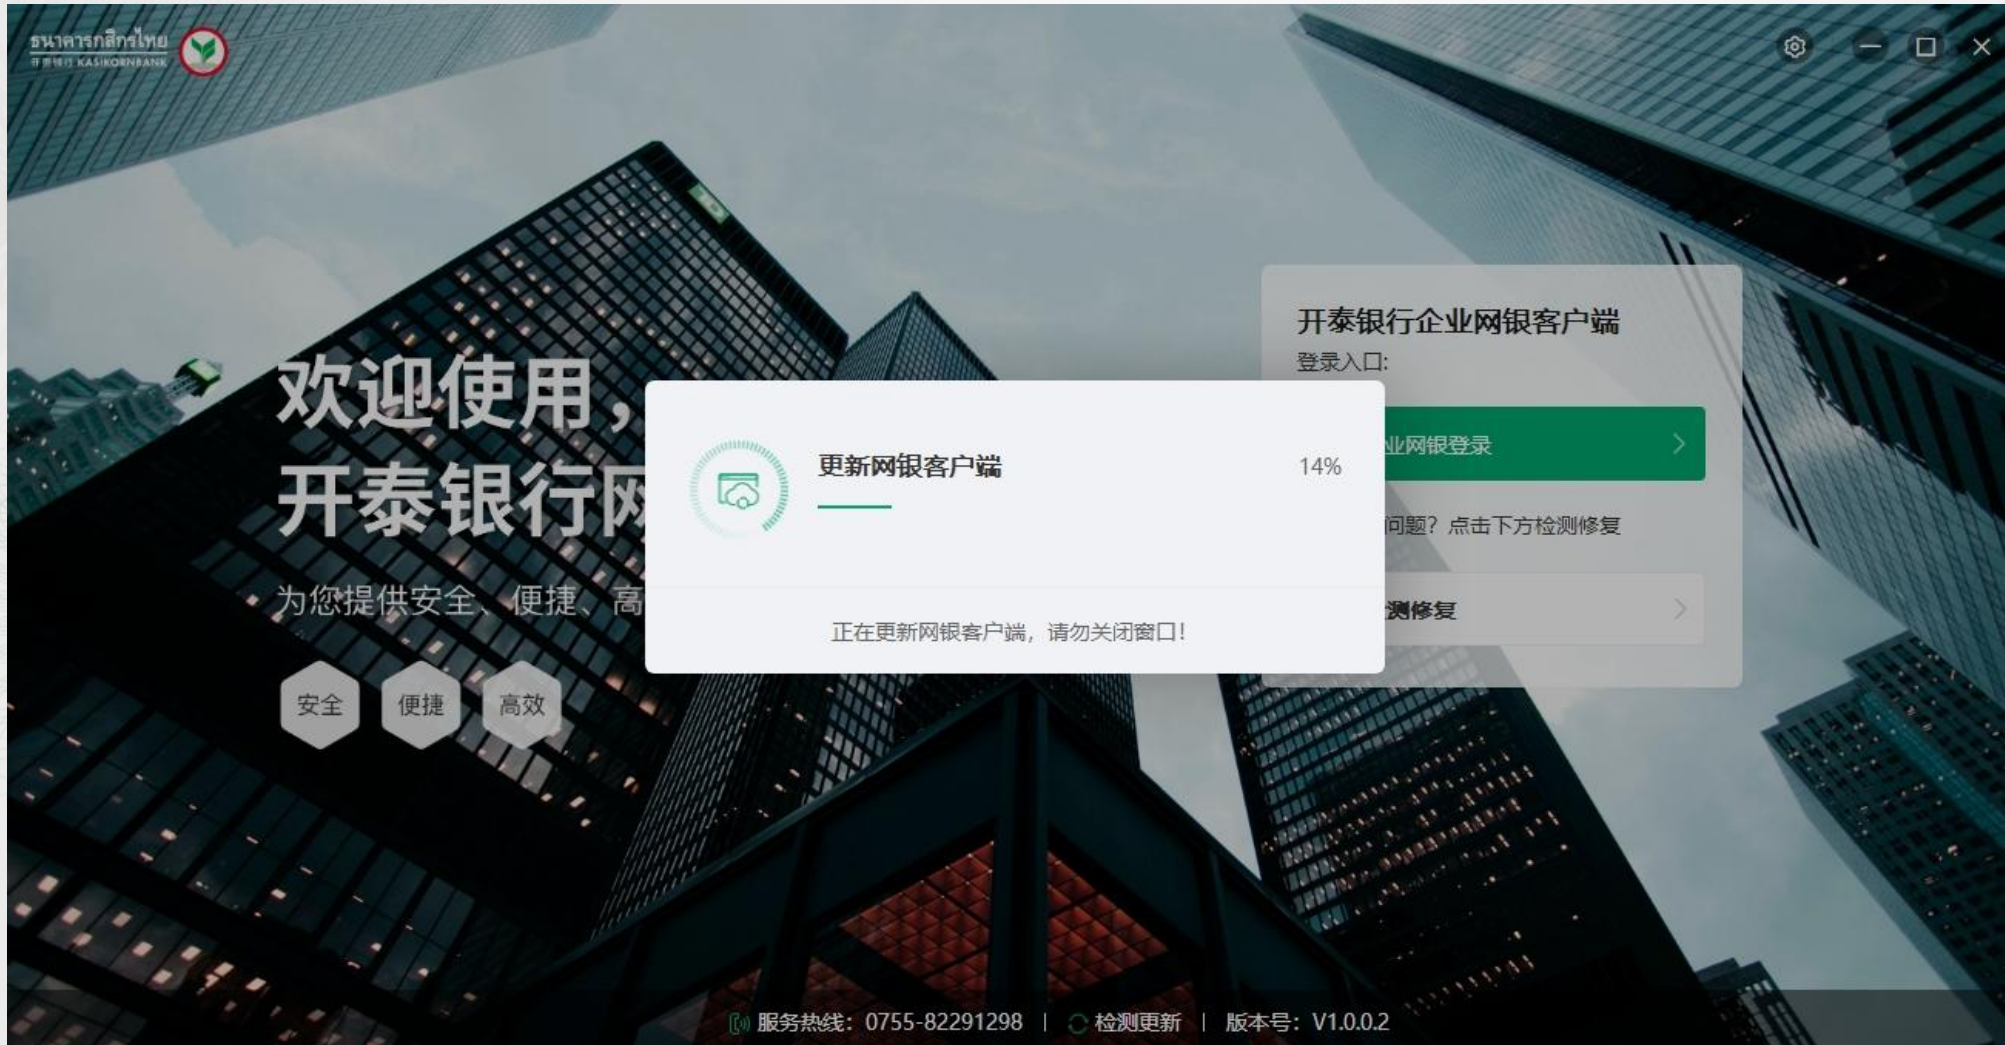 ธนาคารกสิกรไทย
开泰银行 KASIKORNBANK
欢迎使用，
开泰银行网
为您提供安全、便捷、高
安全
便捷
高效
开泰银行企业网银客户端
登录入口:
业网银登录
问题？点击下方检测修复
测修复
更新网银客户端
14%
正在更新网银客户端，请勿关闭窗口！
服务热线：0755-82291298 | 检测更新 | 版本号：V1.0.0.2